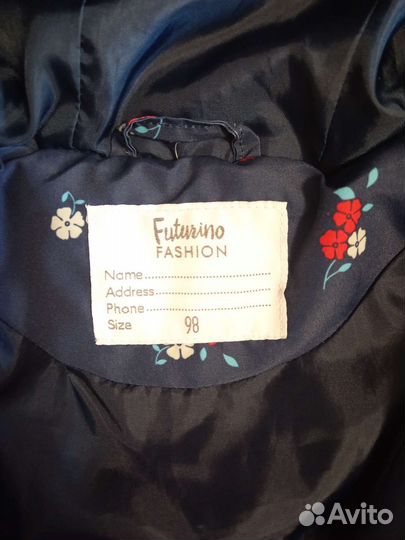 Futurino
FASHION
Name..............................
Address..........................
Phone.............................
Size 98
Avito